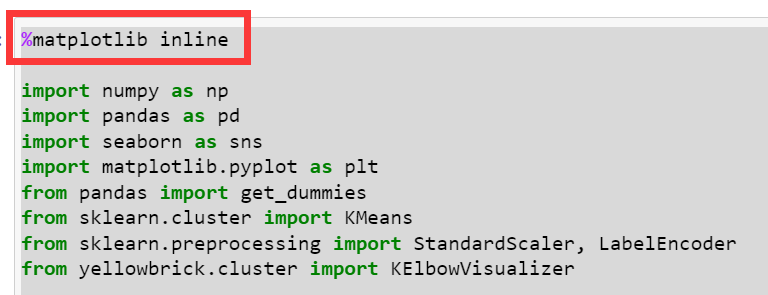 %matplotlib inline
import numpy as np
import pandas as pd
import seaborn as sns
import matplotlib.pyplot as plt
from pandas import get_dummies
from sklearn.cluster import KMeans
from sklearn.preprocessing import StandardScaler, LabelEncoder
from yellowbrick.cluster import KElbowVisualizer